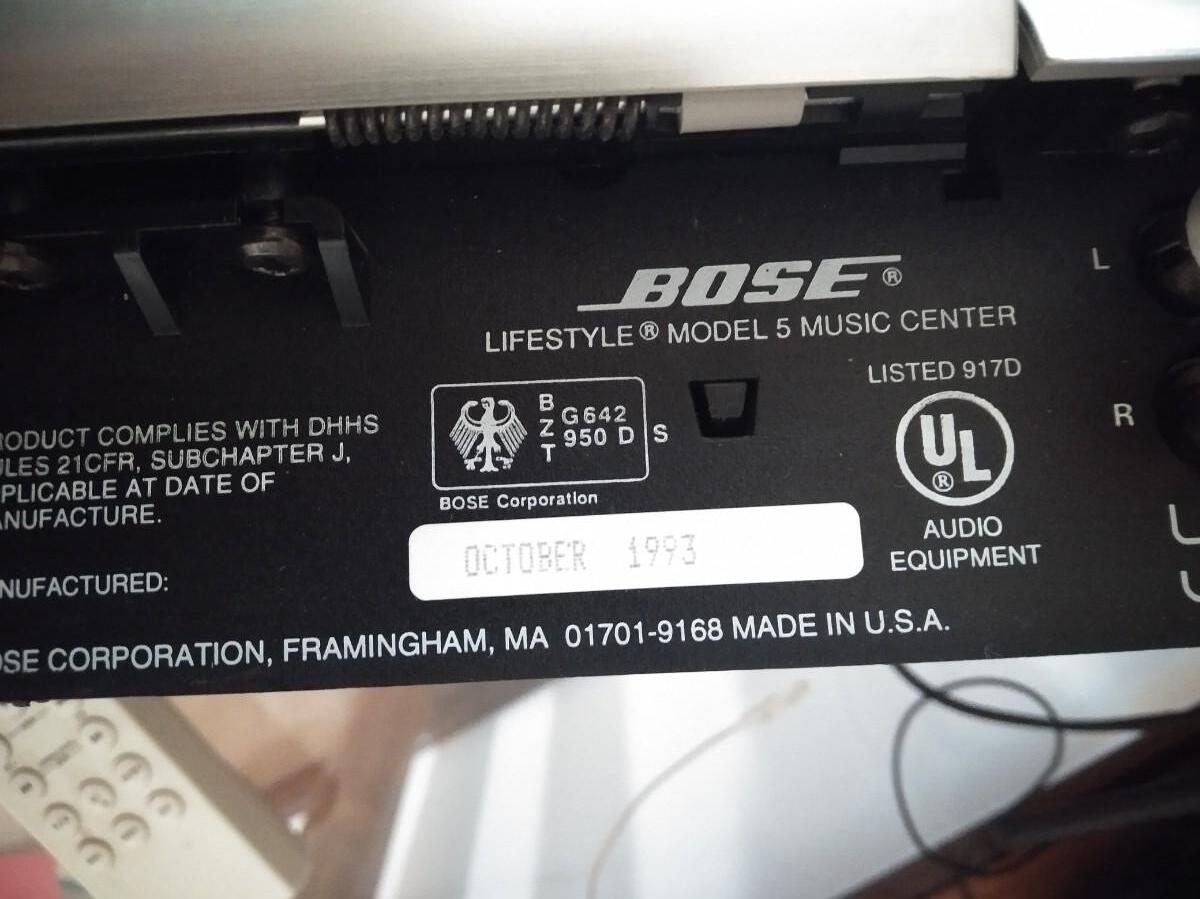 BOSE®
LIFESTYLE® MODEL 5 MUSIC CENTER
L
R
LISTED 917D
UL®
AUDIO
EQUIPMENT
BZT
G642
950 D
S
BOSE Corporation
RODUCT COMPLIES WITH DHHS
ULES 21CFR, SUBCHAPTER J,
PLICABLE AT DATE OF
ANUFACTURE.
NUFACTURED:
OCTOBER 1993
OSE CORPORATION, FRAMINGHAM, MA 01701-9168 MADE IN U.S.A.